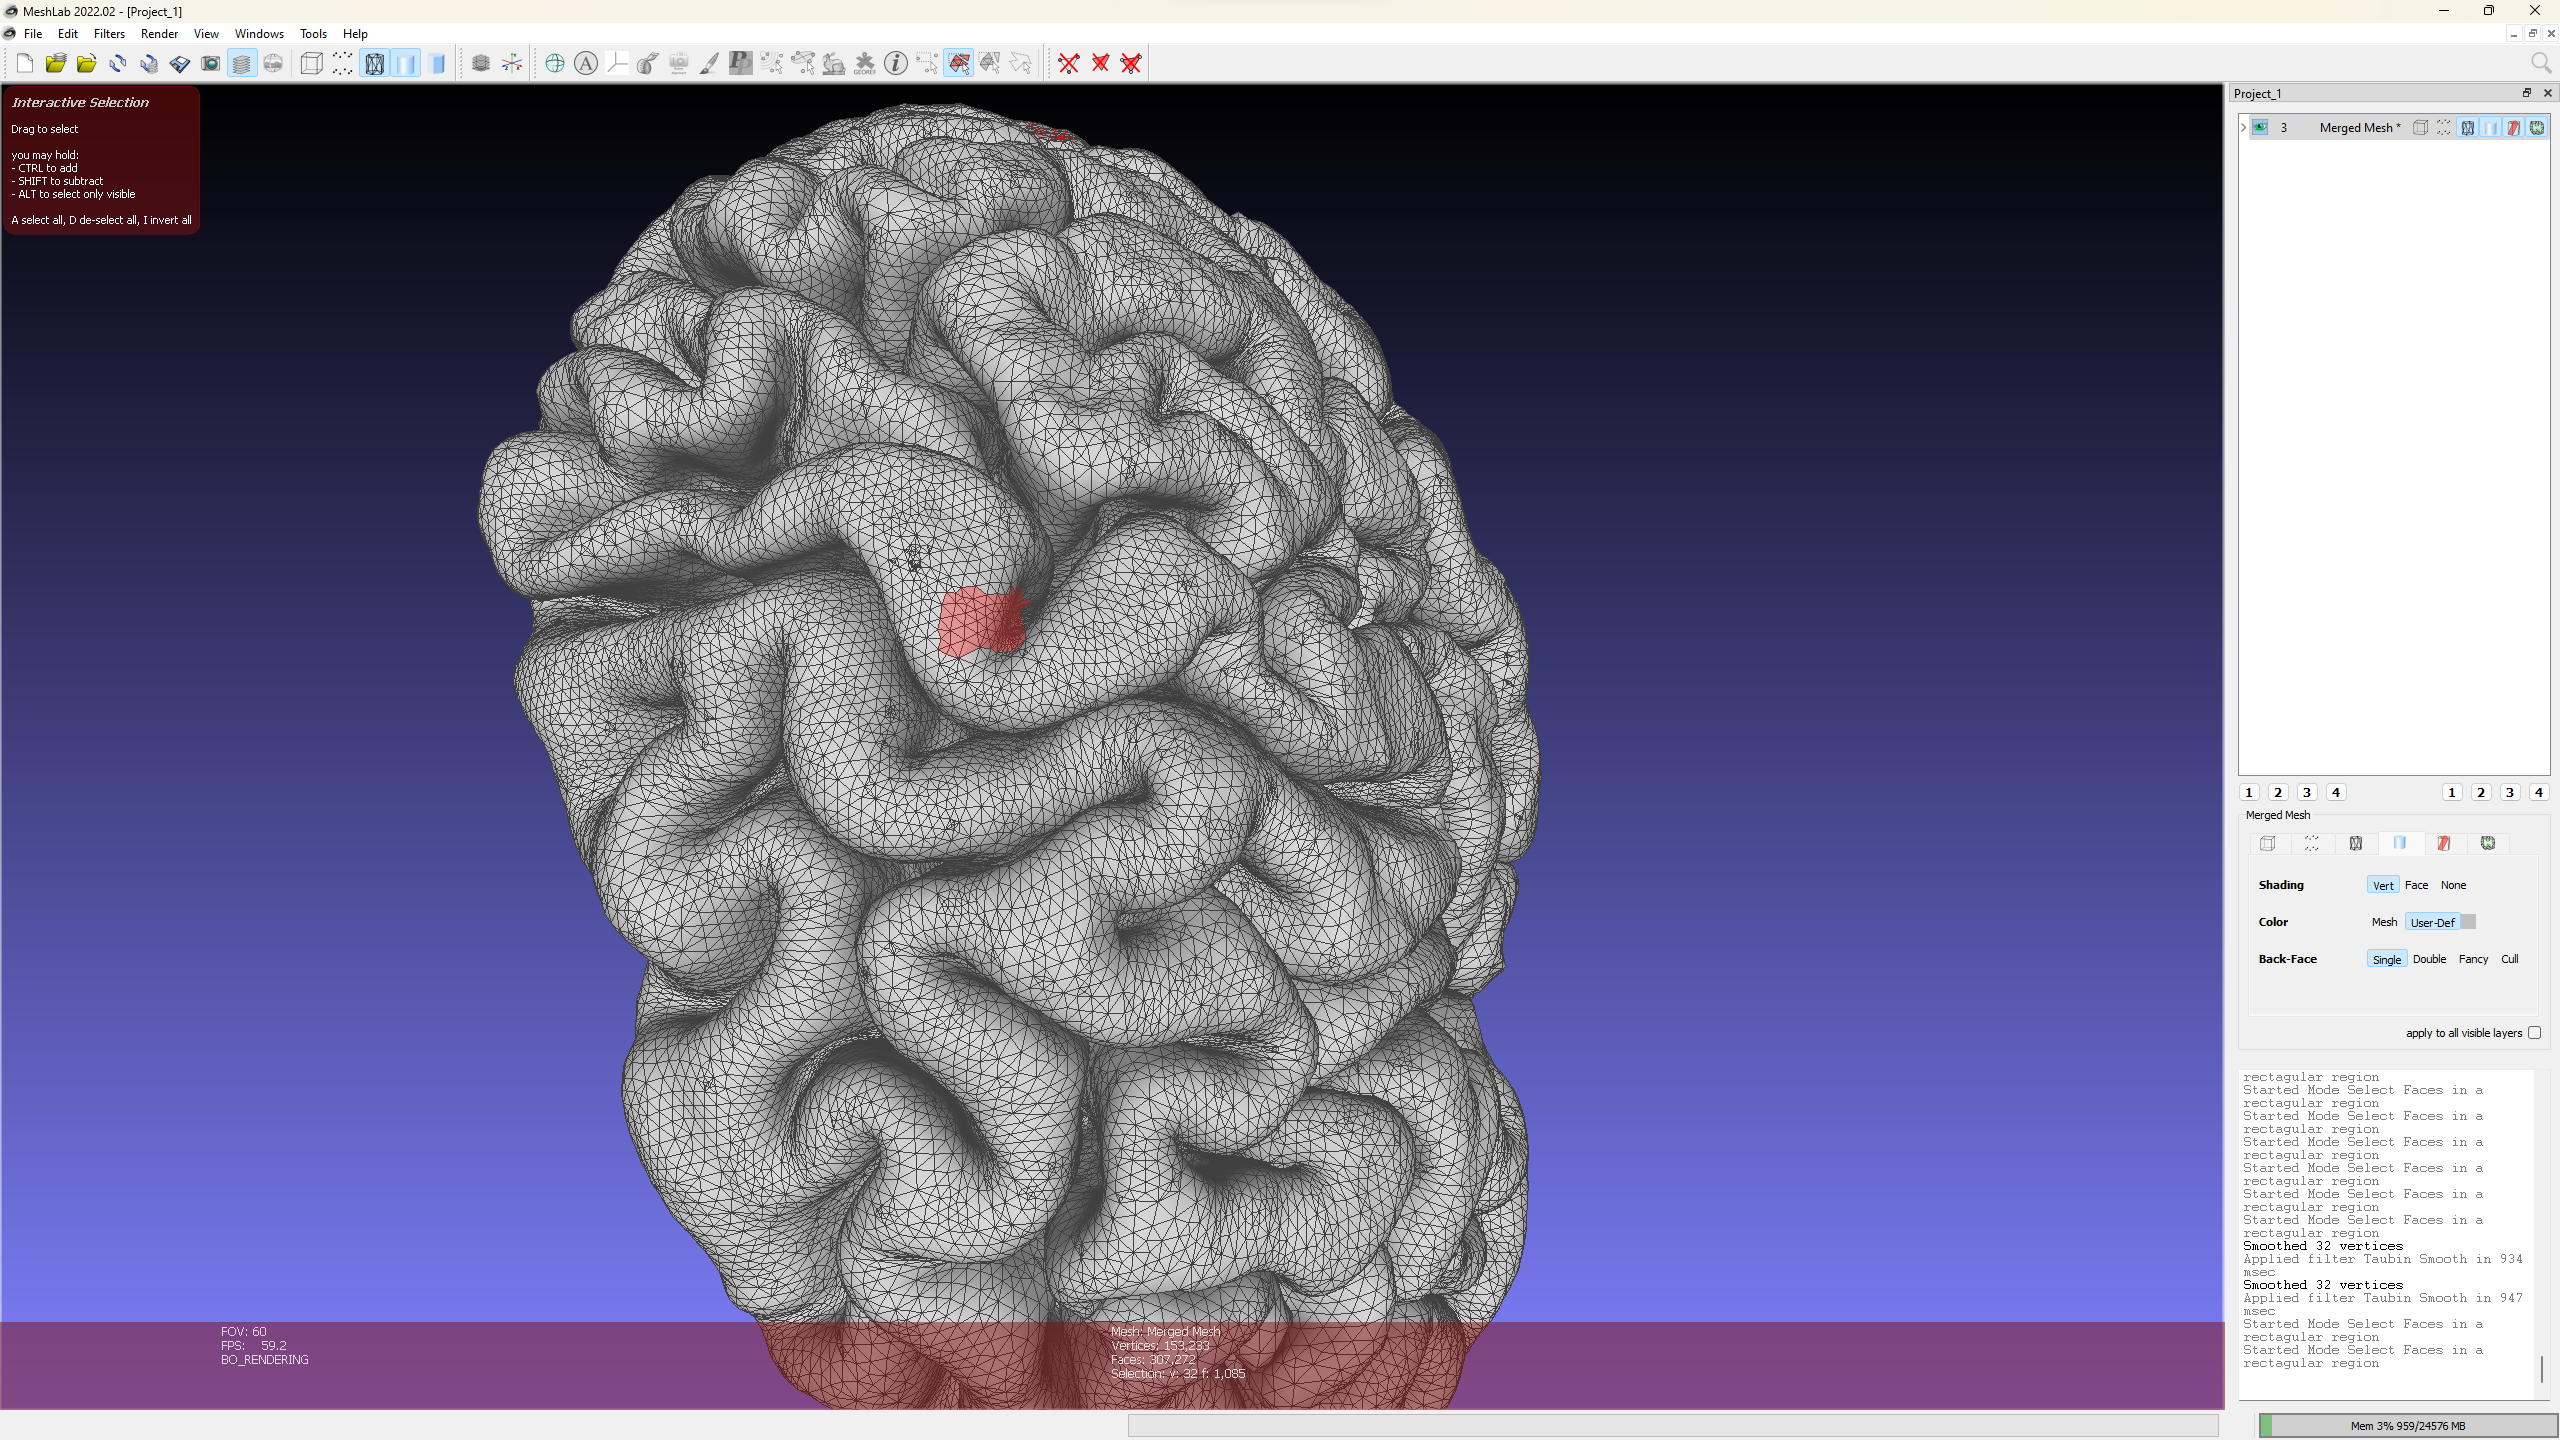 MeshLab 2022.02 - [Project_1]
File Edit Filters Render View Windows Tools Help
Interactive Selection
Drag to select
you may hold:
- CTRL to add
- SHIFT to subtract
- ALT to select only visible
A select all, D de-select all, I invert all
FOV: 60
FPS: 59.2
BO_RENDERING
Mesh: Merged Mesh
Vertices: 153,233
Faces: 307,272
Selection: v: 32 f: 1,085
Project_1
3 Merged Mesh *
1 2 3 4 1 2 3 4
Merged Mesh
Shading Vert Face None
Color Mesh User-Def
Back-Face Single Double Fancy Cull
apply to all visible layers
rectagular region
Started Mode Select Faces in a
rectagular region
Started Mode Select Faces in a
rectagular region
Started Mode Select Faces in a
rectagular region
Started Mode Select Faces in a
rectagular region
Started Mode Select Faces in a
rectagular region
Started Mode Select Faces in a
rectagular region
Smoothed 32 vertices
Applied filter Taubin Smooth in 934
msec
Smoothed 32 vertices
Applied filter Taubin Smooth in 947
msec
Started Mode Select Faces in a
rectagular region
Started Mode Select Faces in a
rectagular region
Mem 3% 959/24576 MB